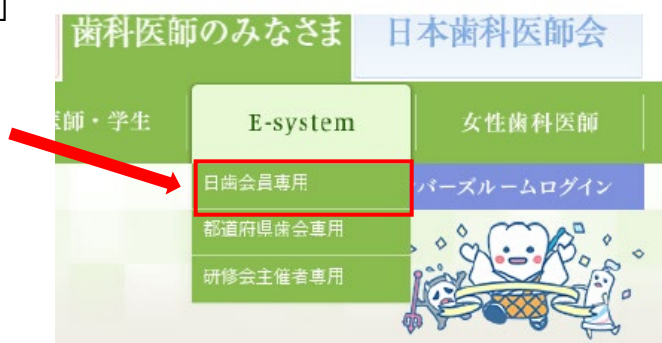 歯科医師のみなさま
日本歯科医師会
医師・学生
E-system
女性歯科医師
日歯会員専用
ンバーズルームログイン
都道府県歯会専用
研修会主催者専用